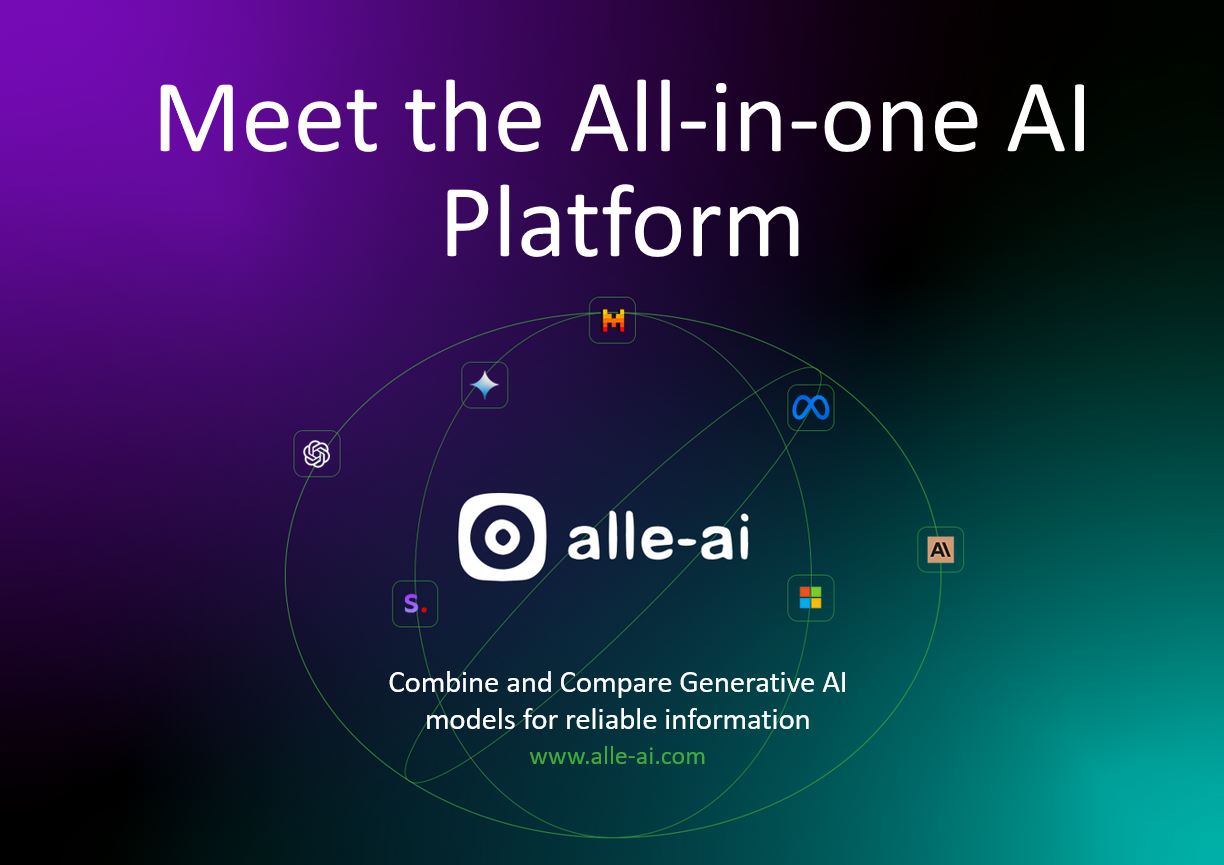 Meet the All-in-one AI
Platform
alle-ai
AI
S.
Combine and Compare Generative AI
models for reliable information
www.alle-ai.com